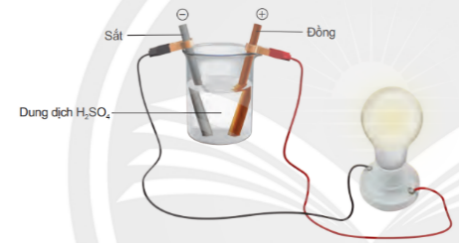 ⊖ ⊕
Sắt
Đồng
Dung dịch H₂SO₄